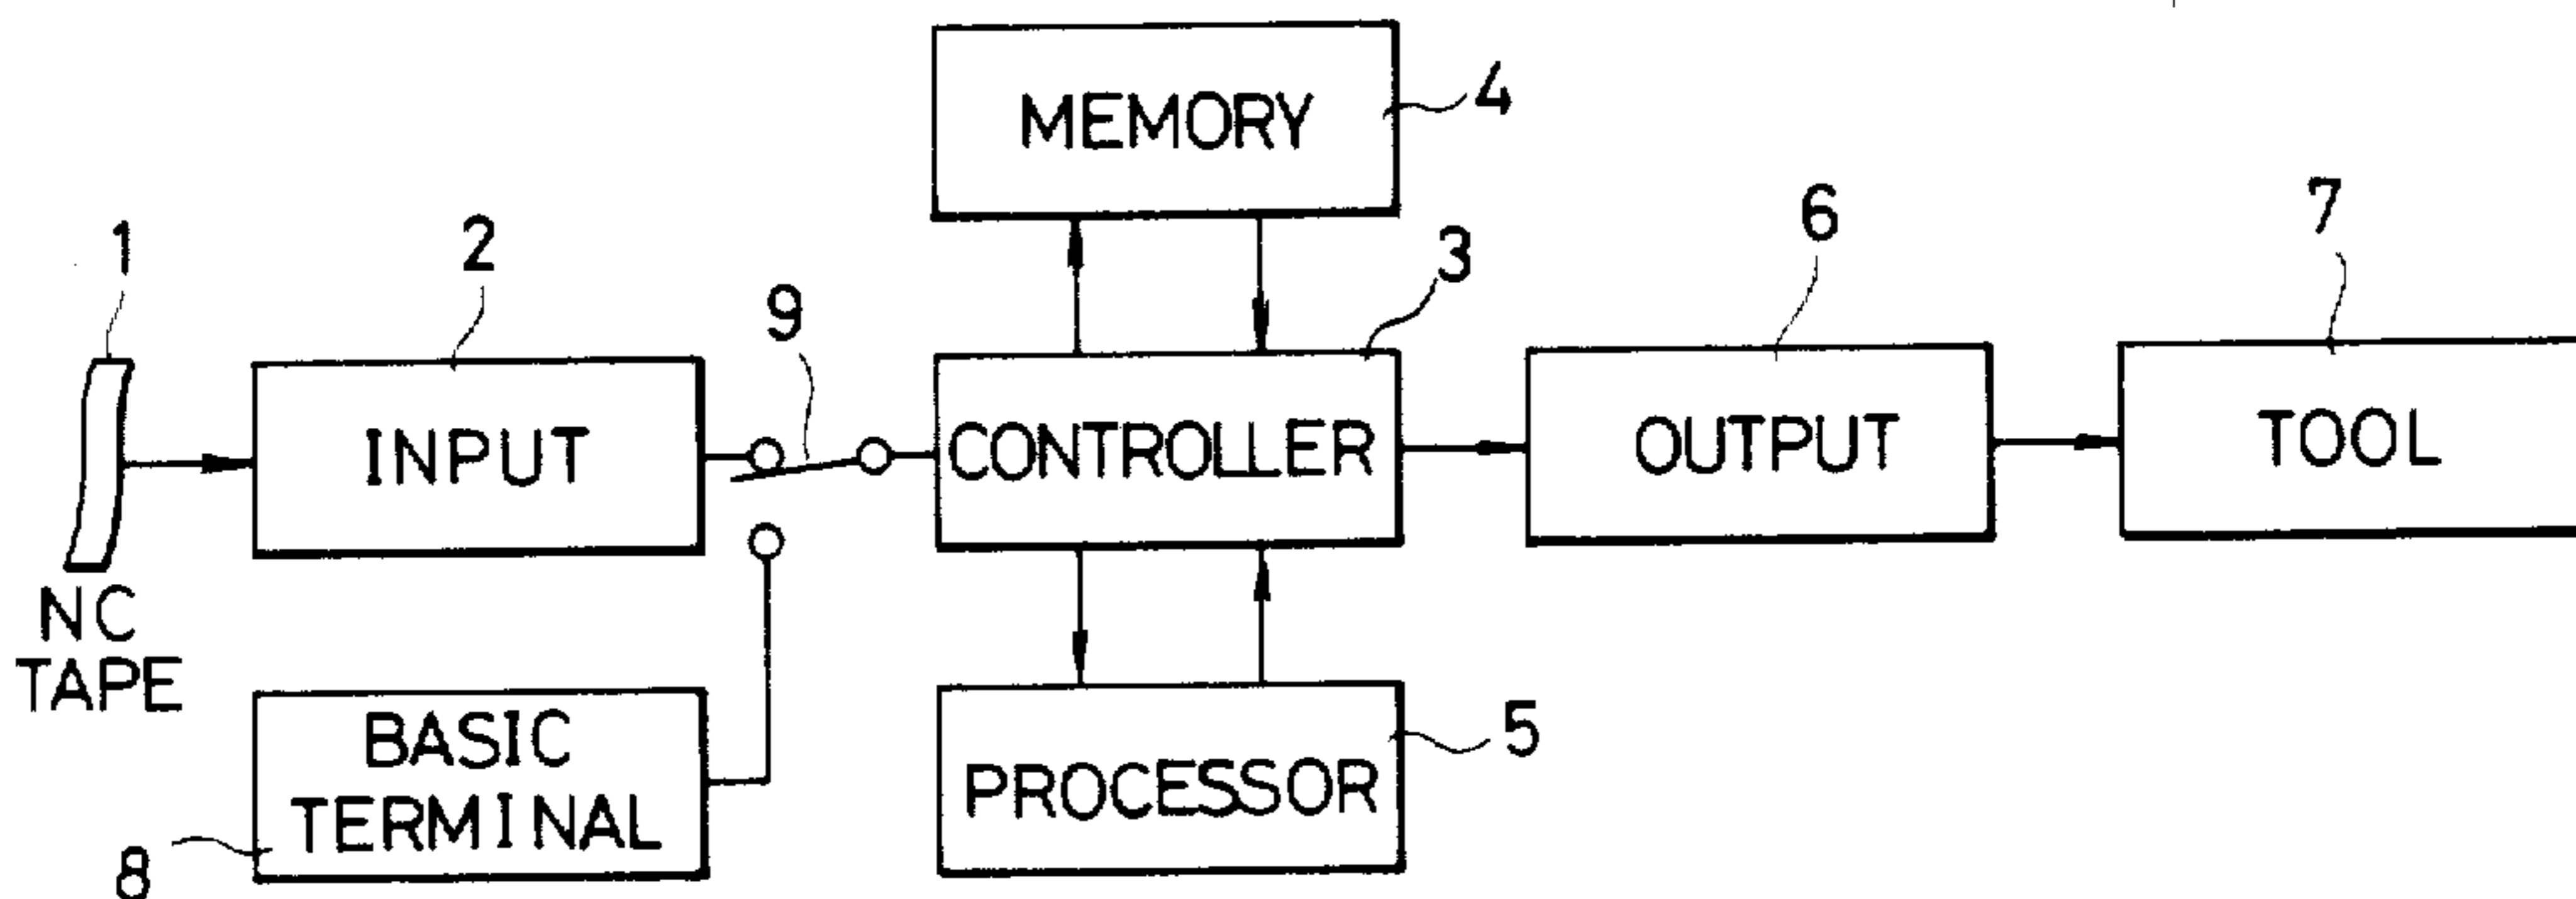 MEMORY
4
1
2
9
3
6
7
INPUT
CONTROLLER
OUTPUT
TOOL
NC
TAPE
BASIC
TERMINAL
8
PROCESSOR
5